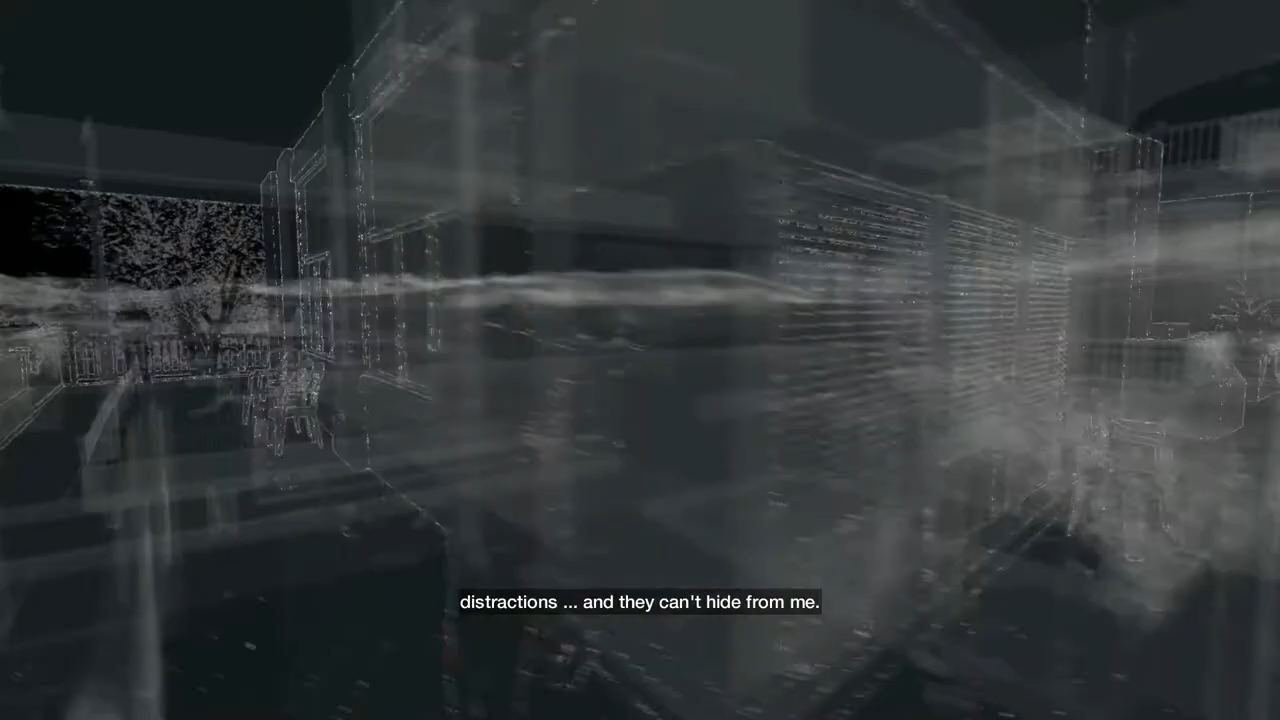 distractions ... and they can't hide from me.